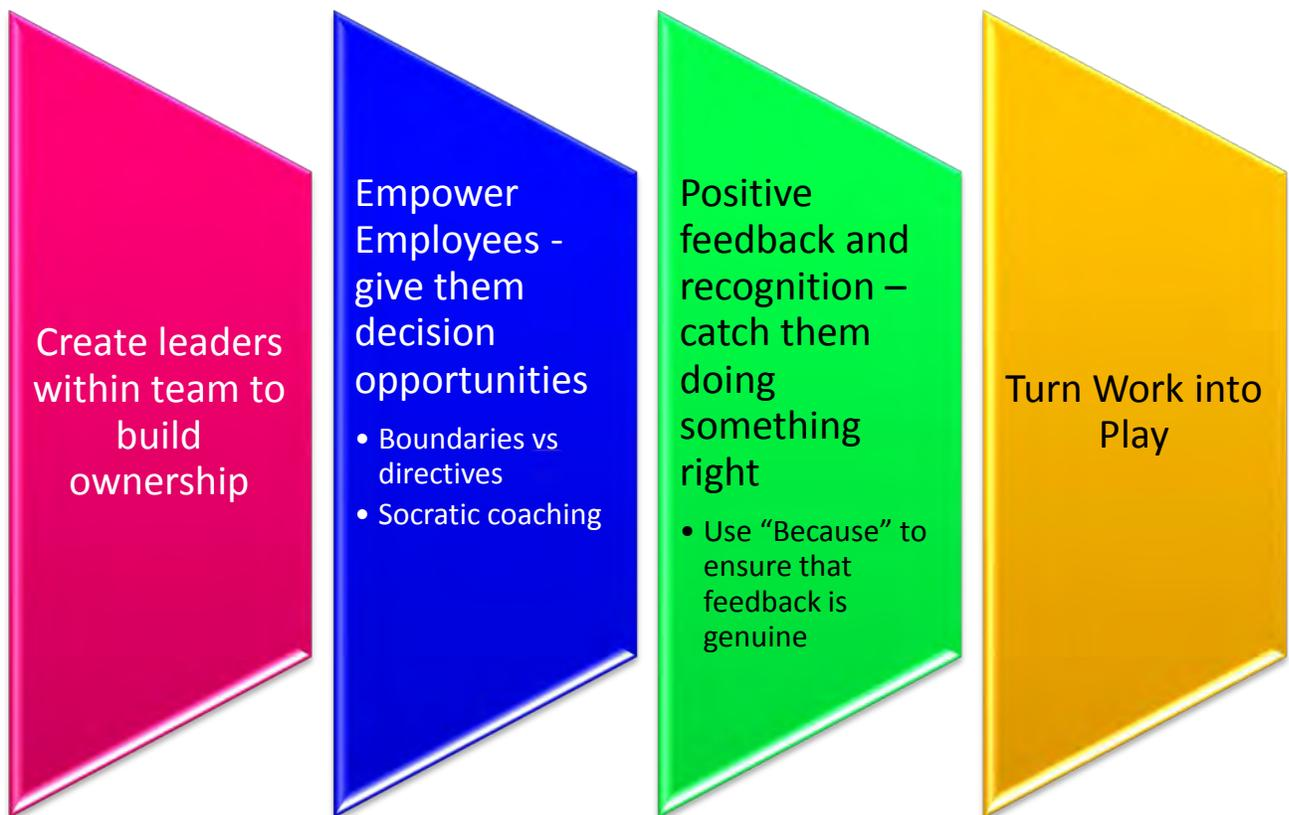 Create leaders
within team to
build
ownership
Empower
Employees -
give them
decision
opportunities
• Boundaries vs
directives
• Socratic coaching
Positive
feedback and
recognition –
catch them
doing
something
right
• Use “Because” to
ensure that
feedback is
genuine
Turn Work into
Play